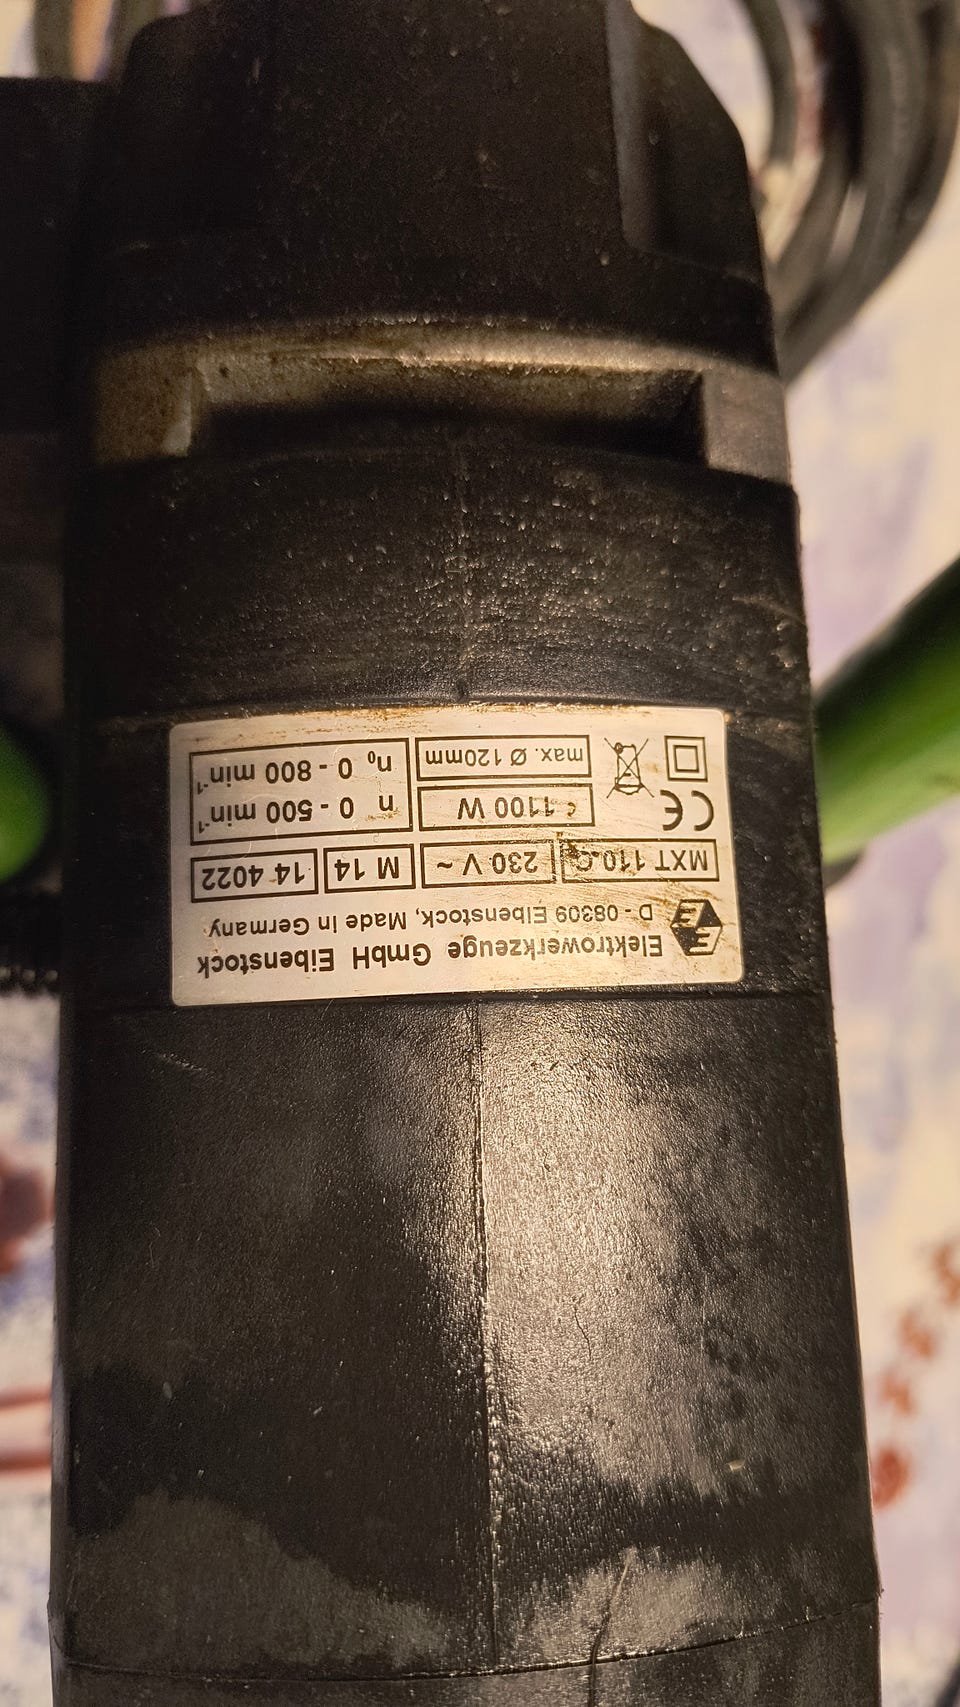 Elektrowerkzeuge GmbH Eibenstock
D - 08309 Eibenstock, Made in Germany
MXT 110 230 V ~ M 14 14 4022
CE 1100 W n 0 - 500 min⁻¹
max. Ø 120mm n₀ 0 - 800 min⁻¹